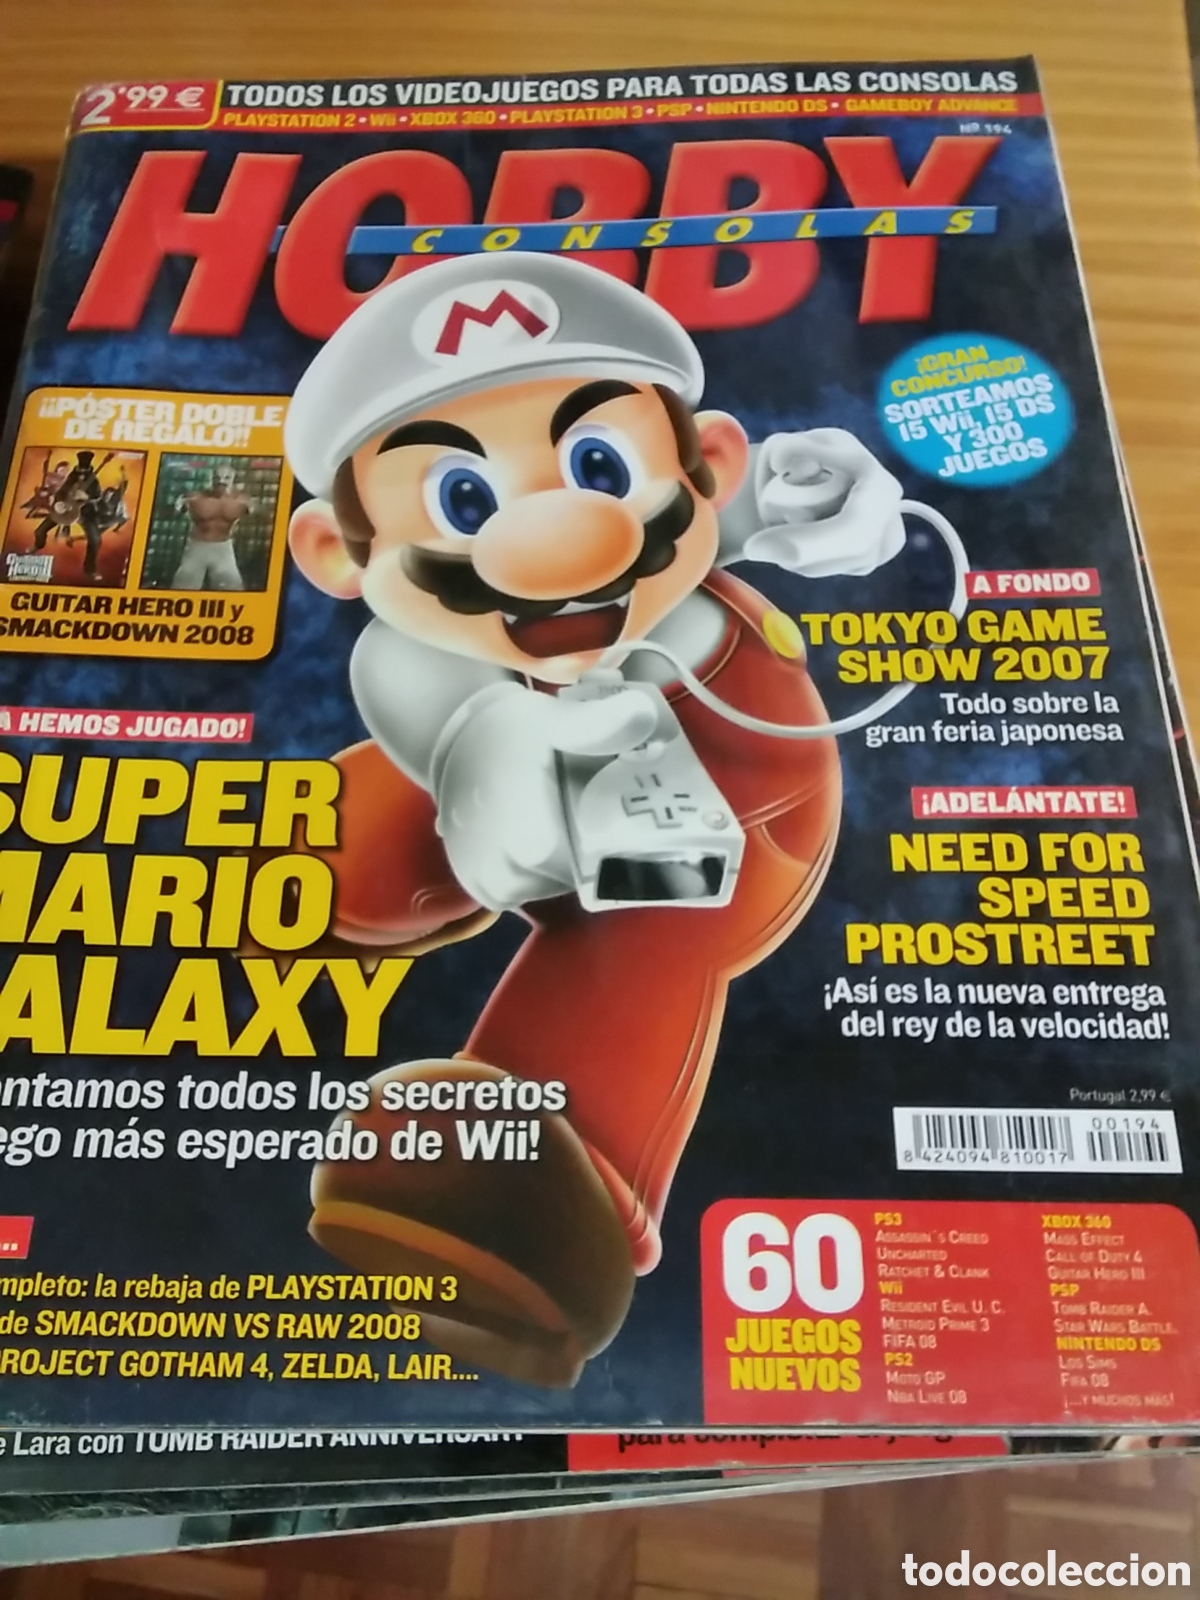 2'99 €
TODOS LOS VIDEOJUEGOS PARA TODAS LAS CONSOLAS
PLAYSTATION 2 • Wii • XBOX 360 • PLAYSTATION 3 • PSP • NINTENDO DS • GAMEBOY ADVANCE
Nº 194
HOBBY
CONSOLAS
M
¡GRAN
CONCURSO!
SORTEAMOS
15 Wii, 15 DS
Y 300
JUEGOS
¡¡PÓSTER DOBLE
DE REGALO!!
GUITAR HERO III y
SMACKDOWN 2008
A FONDO
TOKYO GAME
SHOW 2007
Todo sobre la
gran feria japonesa
HEMOS JUGADO!
SUPER
MARIO
GALAXY
ntamos todos los secretos
ego más esperado de Wii!
¡ADELÁNTATE!
NEED FOR
SPEED
PROSTREET
¡Así es la nueva entrega
del rey de la velocidad!
Portugal 2,99 €
00194
8 424094 810017
...
mpleto: la rebaja de PLAYSTATION 3
de SMACKDOWN VS RAW 2008
PROJECT GOTHAM 4, ZELDA, LAIR....
60
JUEGOS
NUEVOS
PS3
ASSASSIN´S CREED
UNCHARTED
RATCHET & CLANK
Wii
RESIDENT EVIL U. C.
METROID PRIME 3
FIFA 08
PS2
MOTO GP
NBA LIVE 08
XBOX 360
MASS EFFECT
CALL OF DUTY 4
GUITAR HERO III
PSP
TOMB RAIDER A.
STAR WARS BATTLE.
NINTENDO DS
LOS SIMS
FIFA 08
¡...Y MUCHOS MÁS!
e Lara con TOMB RAIDER ANNIVERSARY
todocoleccion